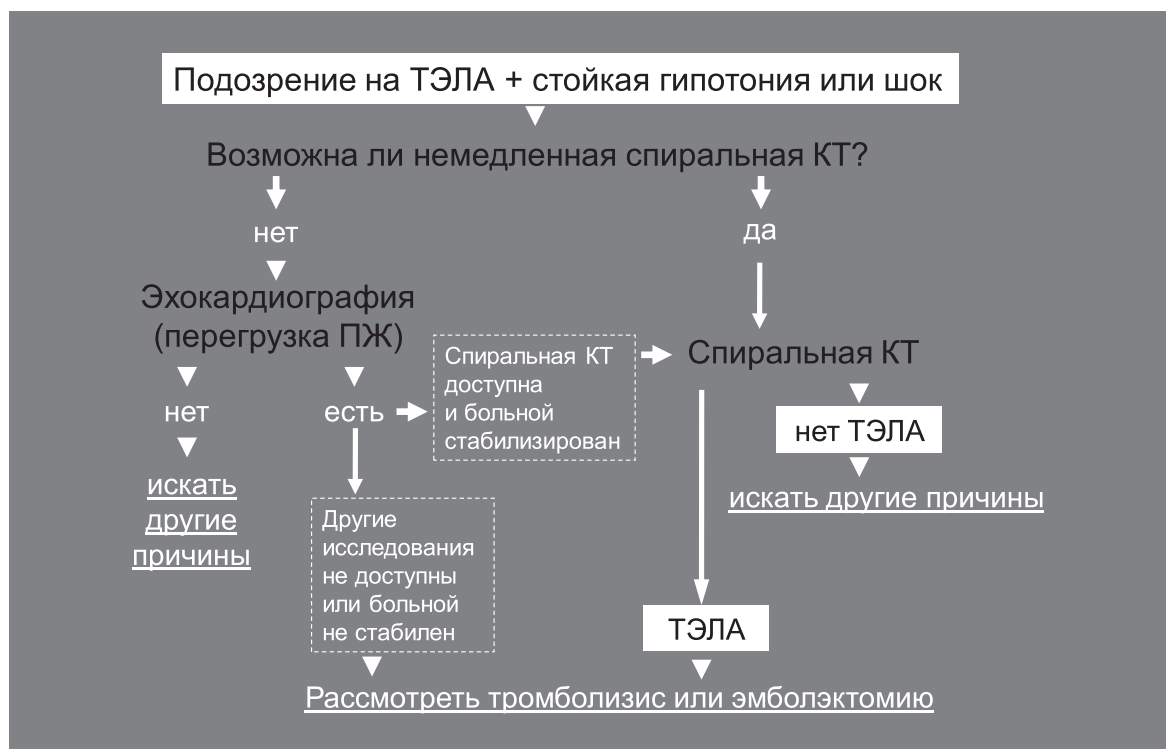 Подозрение на ТЭЛА + стойкая гипотония или шок
Возможна ли немедленная спиральная КТ?
нет
да
Эхокардиография
(перегрузка ПЖ)
Спиральная КТ
доступна
и больной
стабилизирован
Спиральная КТ
нет
есть
нет ТЭЛА
искать
другие
причины
искать другие причины
Другие
исследования
не доступны
или больной
не стабилен
ТЭЛА
Рассмотреть тромболизис или эмболэктомию